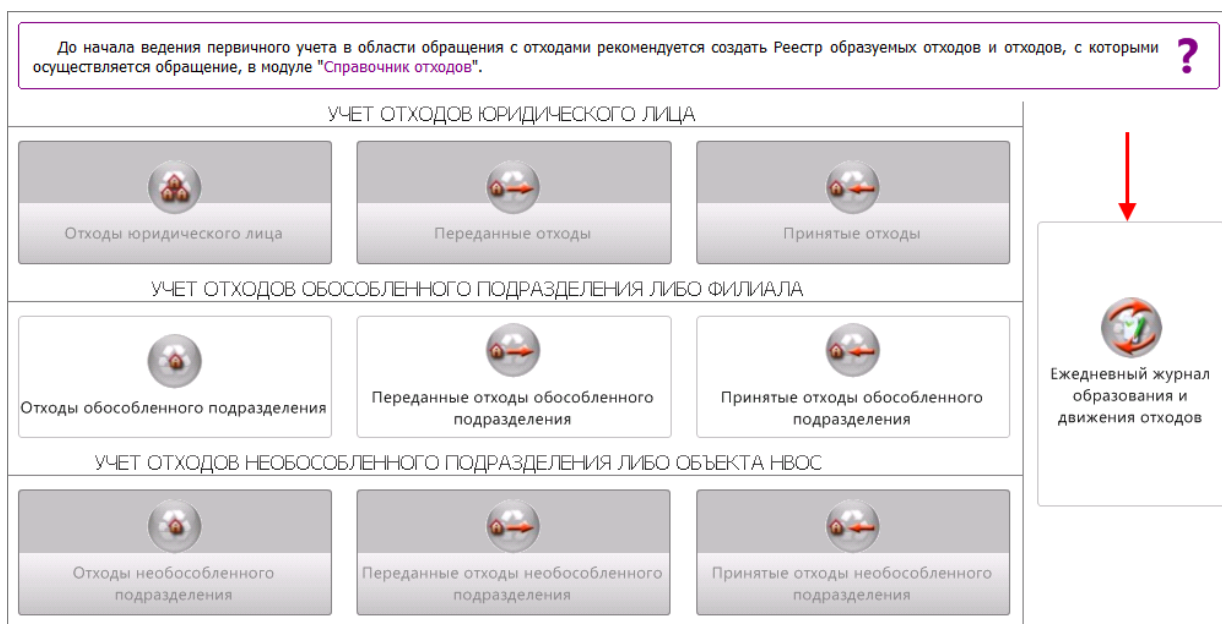 До начала ведения первичного учета в области обращения с отходами рекомендуется создать Реестр образуемых отходов и отходов, с которыми
осуществляется обращение, в модуле "Справочник отходов".
?
УЧЕТ ОТХОДОВ ЮРИДИЧЕСКОГО ЛИЦА
Отходы юридического лица
Переданные отходы
Принятые отходы
УЧЕТ ОТХОДОВ ОБОСОБЛЕННОГО ПОДРАЗДЕЛЕНИЯ ЛИБО ФИЛИАЛА
Отходы обособленного подразделения
Переданные отходы обособленного
подразделения
Принятые отходы обособленного
подразделения
УЧЕТ ОТХОДОВ НЕОБОСОБЛЕННОГО ПОДРАЗДЕЛЕНИЯ ЛИБО ОБЪЕКТА НВОС
Отходы необособленного
подразделения
Переданные отходы необособленного
подразделения
Принятые отходы необособленного
подразделения
Ежедневный журнал
образования и
движения отходов